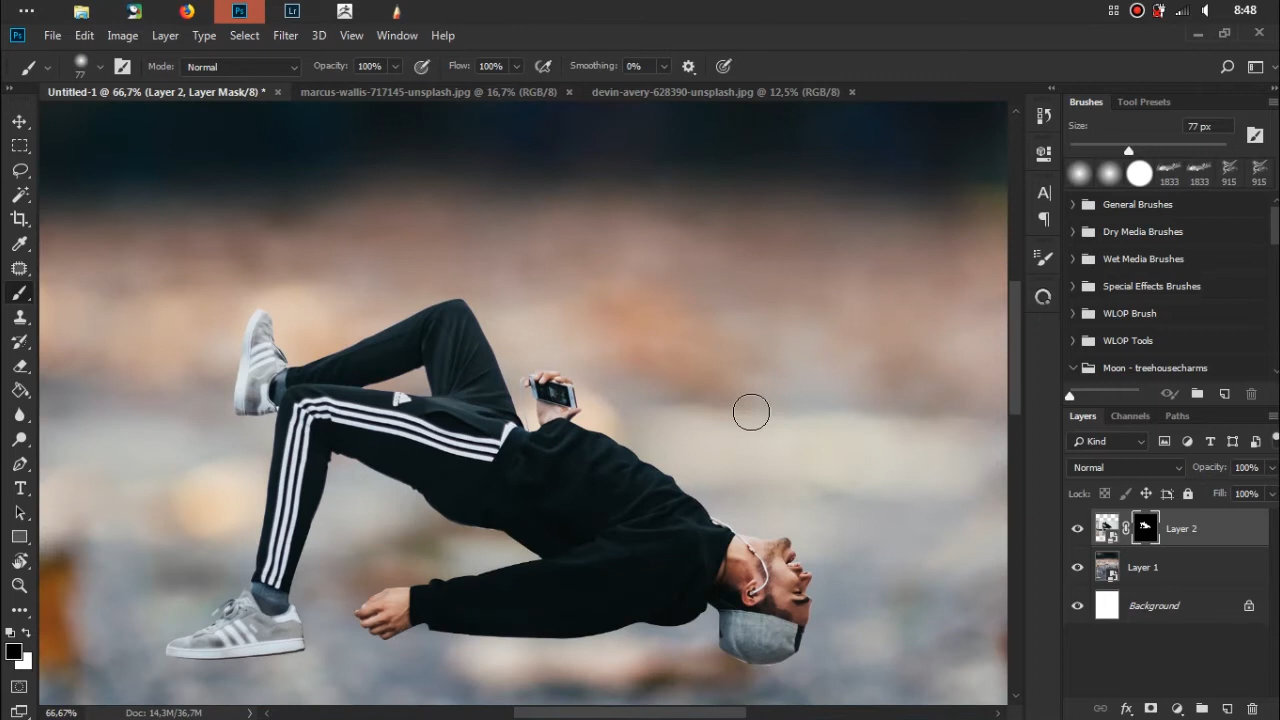 Ps
Lr
8:48
Ps File Edit Image Layer Type Select Filter 3D View Window Help
77 Mode: Normal Opacity: 100% Flow: 100% Smoothing: 0%
Untitled-1 @ 66,7% (Layer 2, Layer Mask/8) * marcus-wallis-717145-unsplash.jpg @ 16,7% (RGB/8) devin-avery-628390-unsplash.jpg @ 12,5% (RGB/8)
Brushes Tool Presets
Size: 77 px
1833 1833 915 915
General Brushes
Dry Media Brushes
Wet Media Brushes
Special Effects Brushes
WLOP Brush
WLOP Tools
Moon - treehousecharms
Layers Channels Paths
Kind
Normal Opacity: 100%
Lock: Fill: 100%
Layer 2
Layer 1
Background
66,67% Doc: 14,3M/36,7M